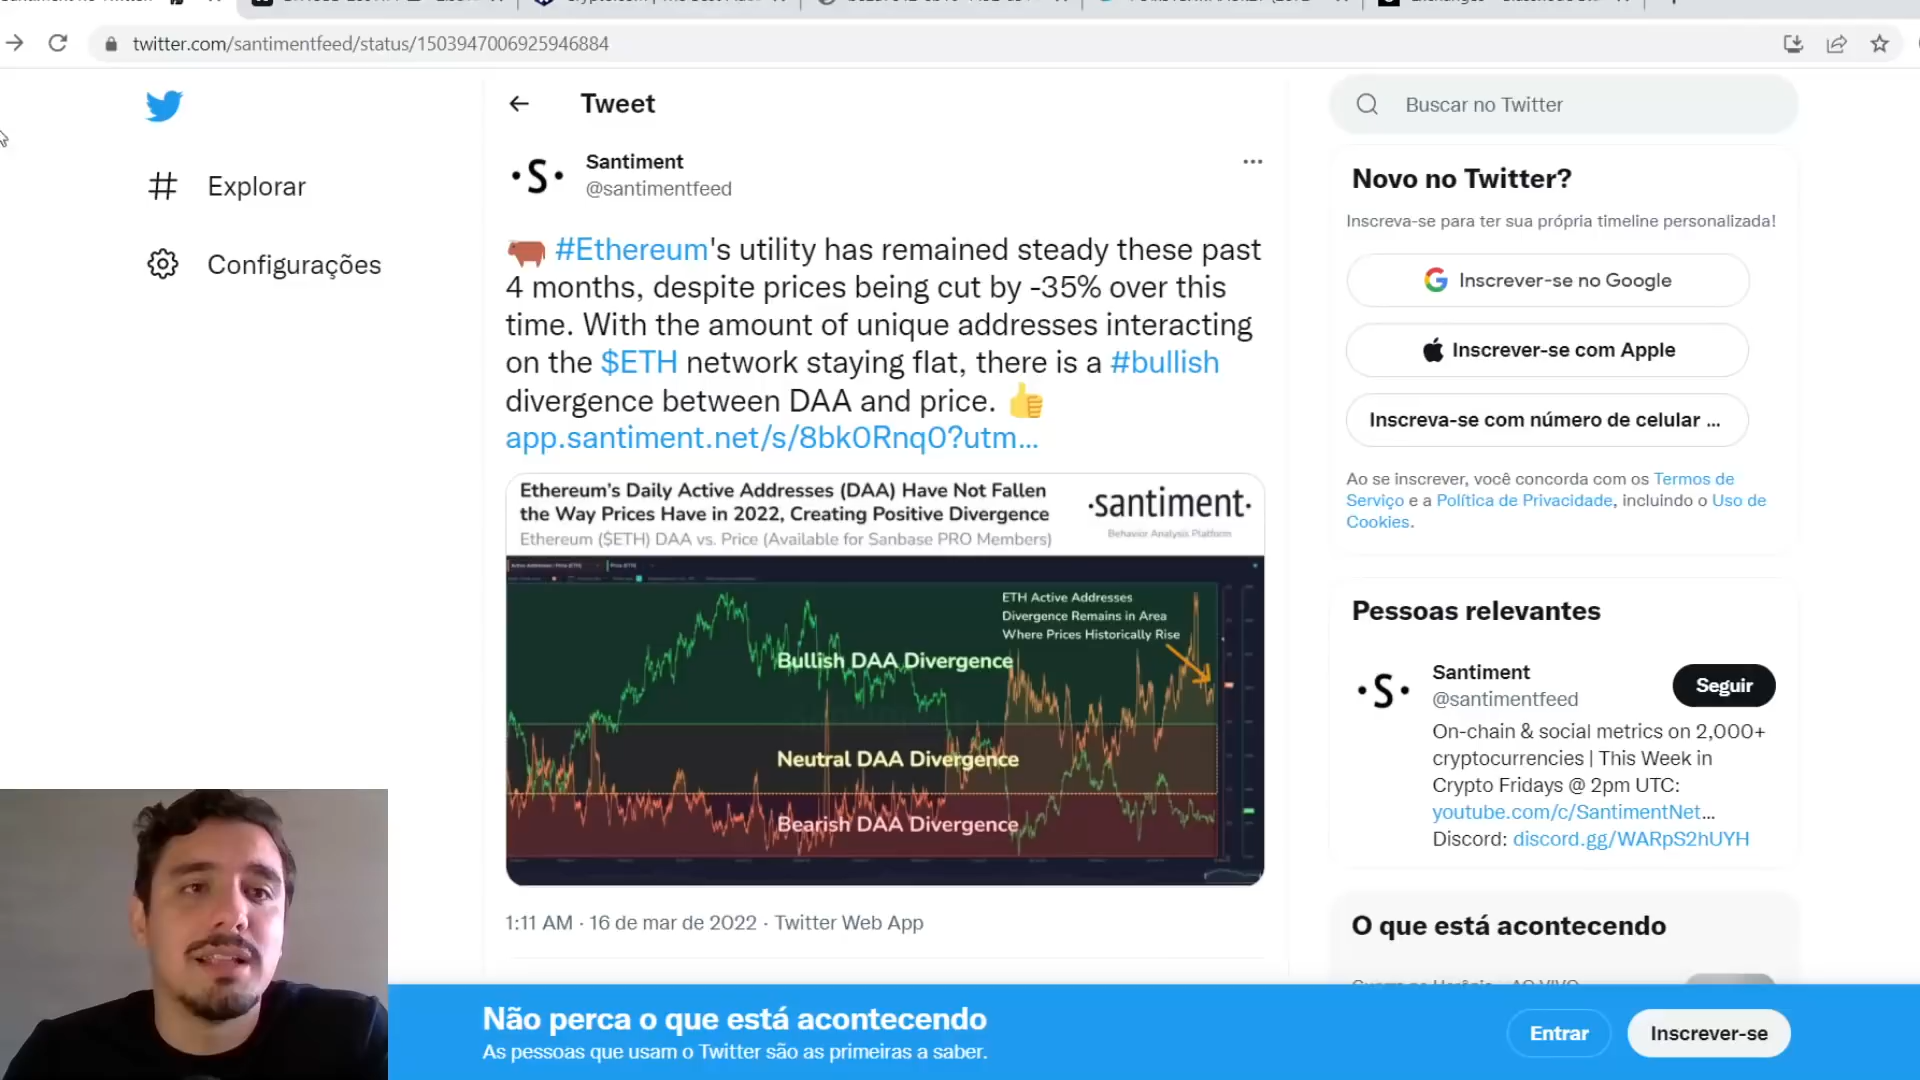 twitter.com/santimentfeed/status/1503947006925946884
Tweet
Buscar no Twitter
Explorar
Configurações
·S·
Santiment
@santimentfeed
#Ethereum's utility has remained steady these past
4 months, despite prices being cut by -35% over this
time. With the amount of unique addresses interacting
on the $ETH network staying flat, there is a #bullish
divergence between DAA and price.
app.santiment.net/s/8bk0Rnq0?utm...
Ethereum's Daily Active Addresses (DAA) Have Not Fallen
the Way Prices Have in 2022, Creating Positive Divergence
Ethereum ($ETH) DAA vs. Price (Available for Sanbase PRO Members)
·santiment·
Behavior Analysis Platform
ETH Active Addresses
Divergence Remains in Area
Where Prices Historically Rise
Bullish DAA Divergence
Neutral DAA Divergence
Bearish DAA Divergence
1:11 AM · 16 de mar de 2022 · Twitter Web App
Novo no Twitter?
Inscreva-se para ter sua própria timeline personalizada!
Inscrever-se no Google
Inscrever-se com Apple
Inscreva-se com número de celular ...
Ao se inscrever, você concorda com os Termos de
Serviço e a Política de Privacidade, incluindo o Uso de
Cookies.
Pessoas relevantes
·S·
Santiment
@santimentfeed
Seguir
On-chain & social metrics on 2,000+
cryptocurrencies | This Week in
Crypto Fridays @ 2pm UTC:
youtube.com/c/SantimentNet...
Discord: discord.gg/WARpS2hUYH
O que está acontecendo
Não perca o que está acontecendo
As pessoas que usam o Twitter são as primeiras a saber.
Entrar
Inscrever-se